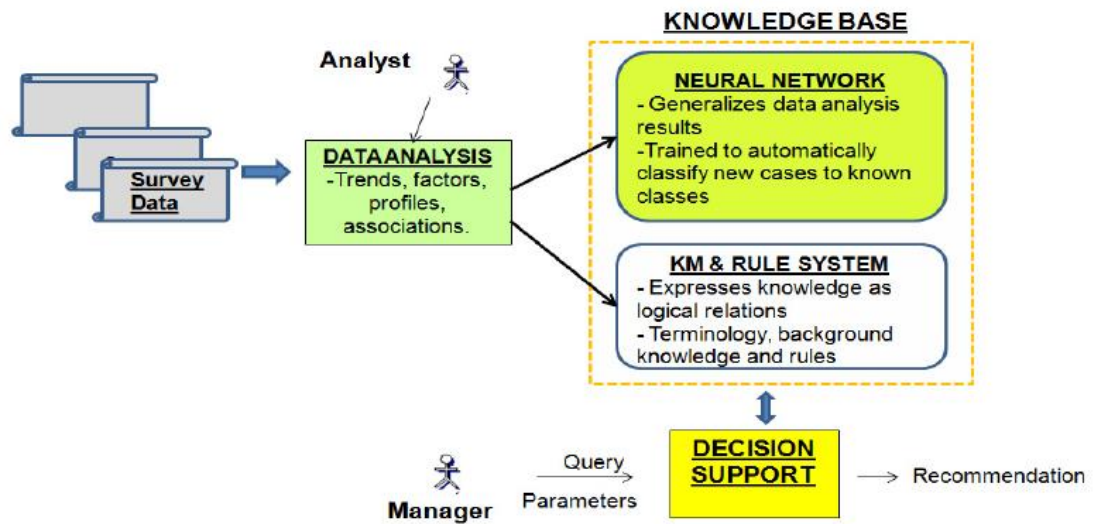 KNOWLEDGE BASE
Analyst
Survey
Data
DATA ANALYSIS
-Trends, factors,
profiles,
associations.
NEURAL NETWORK
- Generalizes data analysis
results
-Trained to automatically
classify new cases to known
classes
KM & RULE SYSTEM
- Expresses knowledge as
logical relations
- Terminology, background
knowledge and rules
Manager
Query
Parameters
DECISION
SUPPORT
Recommendation